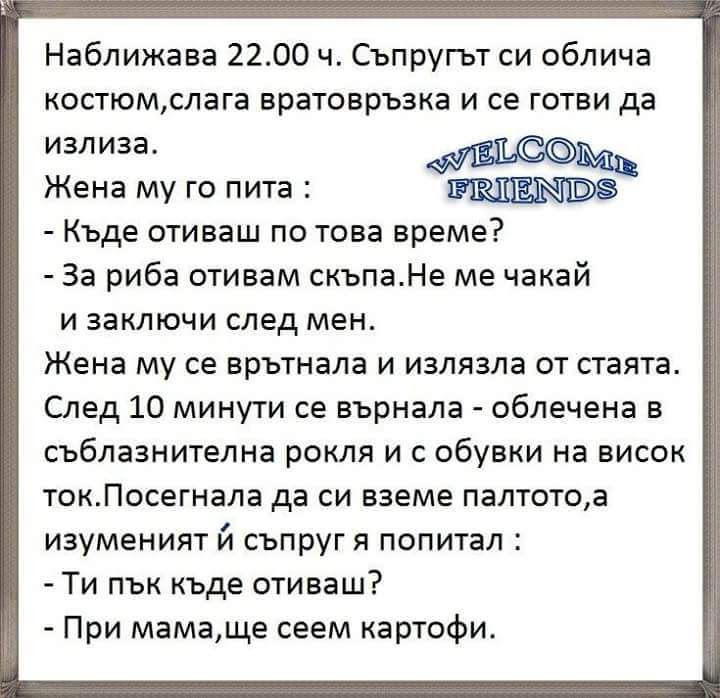 Наближава 22.00 ч. Съпругът си облича
костюм,слага вратовръзка и се готви да
излиза.
WELCOME
FRIENDS
Жена му го пита :
- Къде отиваш по това време?
- За риба отивам скъпа.Не ме чакай
и заключи след мен.
Жена му се врътнала и излязла от стаята.
След 10 минути се върнала - облечена в
съблазнителна рокля и с обувки на висок
ток.Посегнала да си вземе палтото,а
изуменият и́ съпруг я попитал :
- Ти пък къде отиваш?
- При мама,ще сеем картофи.